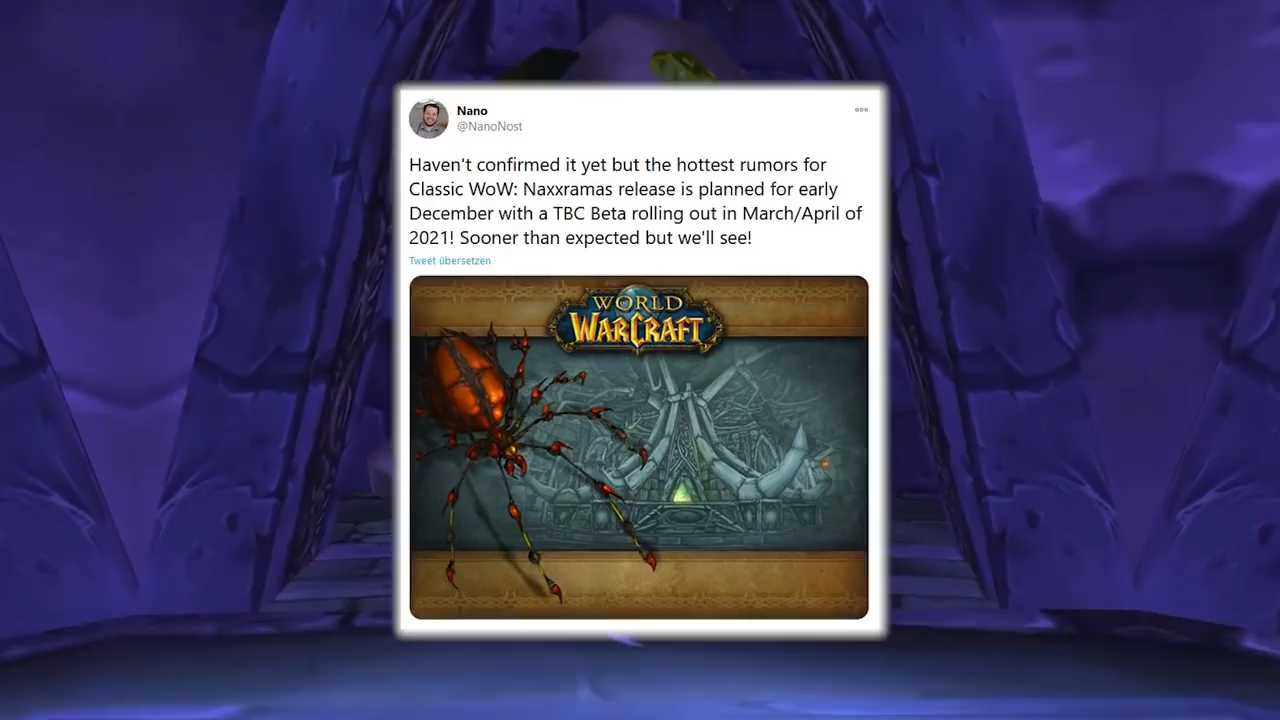 Nano
@NanoNost
Haven't confirmed it yet but the hottest rumors for
Classic WoW: Naxxramas release is planned for early
December with a TBC Beta rolling out in March/April of
2021! Sooner than expected but we'll see!
Tweet übersetzen
WORLD
WARCRAFT